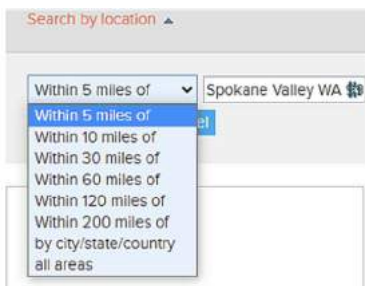 Search by location
Within 5 miles of
Spokane Valley WA
Within 5 miles of
el
Within 10 miles of
Within 30 miles of
Within 60 miles of
Within 120 miles of
Within 200 miles of
by city/state/country
all areas